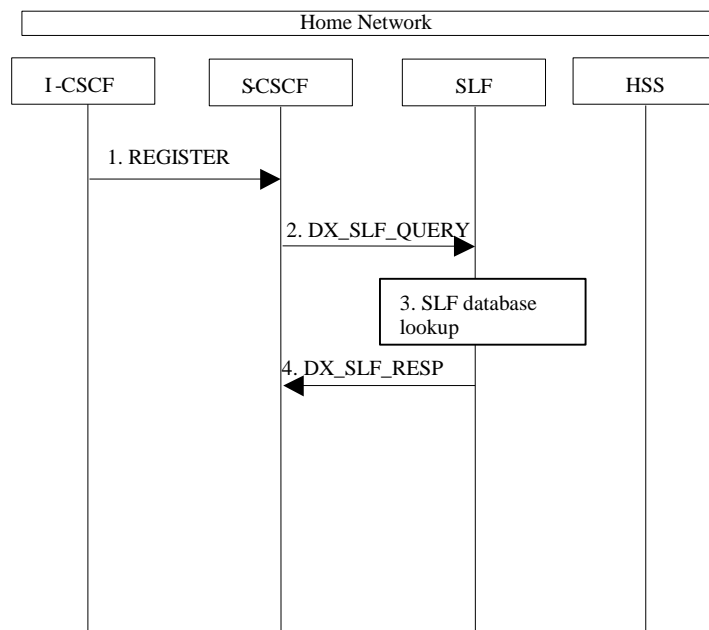 Home Network
I-CSCF
S-CSCF
SLF
HSS
1. REGISTER
2. DX_SLF_QUERY
3. SLF database
lookup
4. DX_SLF_RESP